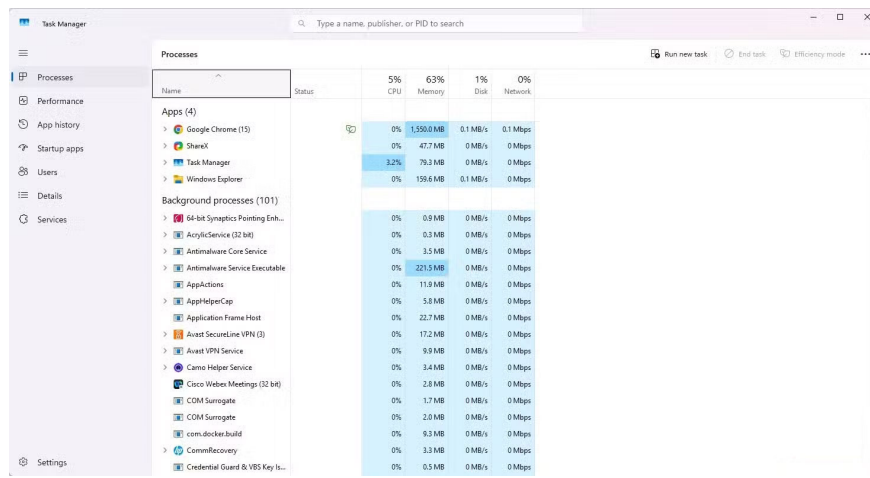 Task Manager
Type a name, publisher, or PID to search
Processes
Run new task
End task
Efficiency mode
Processes
Performance
App history
Startup apps
Users
Details
Services
Settings
5% 63% 1% 0%
Name Status CPU Memory Disk Network
Apps (4)
Google Chrome (15) 0% 1,550.0 MB 0.1 MB/s 0.1 Mbps
ShareX 0% 47.7 MB 0 MB/s 0 Mbps
Task Manager 3.2% 79.3 MB 0 MB/s 0 Mbps
Windows Explorer 0% 159.6 MB 0.1 MB/s 0 Mbps
Background processes (101)
64-bit Synaptics Pointing Enh... 0% 0.9 MB 0 MB/s 0 Mbps
AcrylicService (32 bit) 0% 0.3 MB 0 MB/s 0 Mbps
Antimalware Core Service 0% 3.5 MB 0 MB/s 0 Mbps
Antimalware Service Executable 0% 221.5 MB 0 MB/s 0 Mbps
AppActions 0% 11.9 MB 0 MB/s 0 Mbps
AppHelperCap 0% 5.8 MB 0 MB/s 0 Mbps
Application Frame Host 0% 22.7 MB 0 MB/s 0 Mbps
Avast SecureLine VPN (3) 0% 17.2 MB 0 MB/s 0 Mbps
Avast VPN Service 0% 9.9 MB 0 MB/s 0 Mbps
Camo Helper Service 0% 3.4 MB 0 MB/s 0 Mbps
Cisco Webex Meetings (32 bit) 0% 2.8 MB 0 MB/s 0 Mbps
COM Surrogate 0% 1.7 MB 0 MB/s 0 Mbps
COM Surrogate 0% 2.0 MB 0 MB/s 0 Mbps
com.docker.build 0% 9.3 MB 0 MB/s 0 Mbps
CommRecovery 0% 3.3 MB 0 MB/s 0 Mbps
Credential Guard & VBS Key Is... 0% 0.5 MB 0 MB/s 0 Mbps